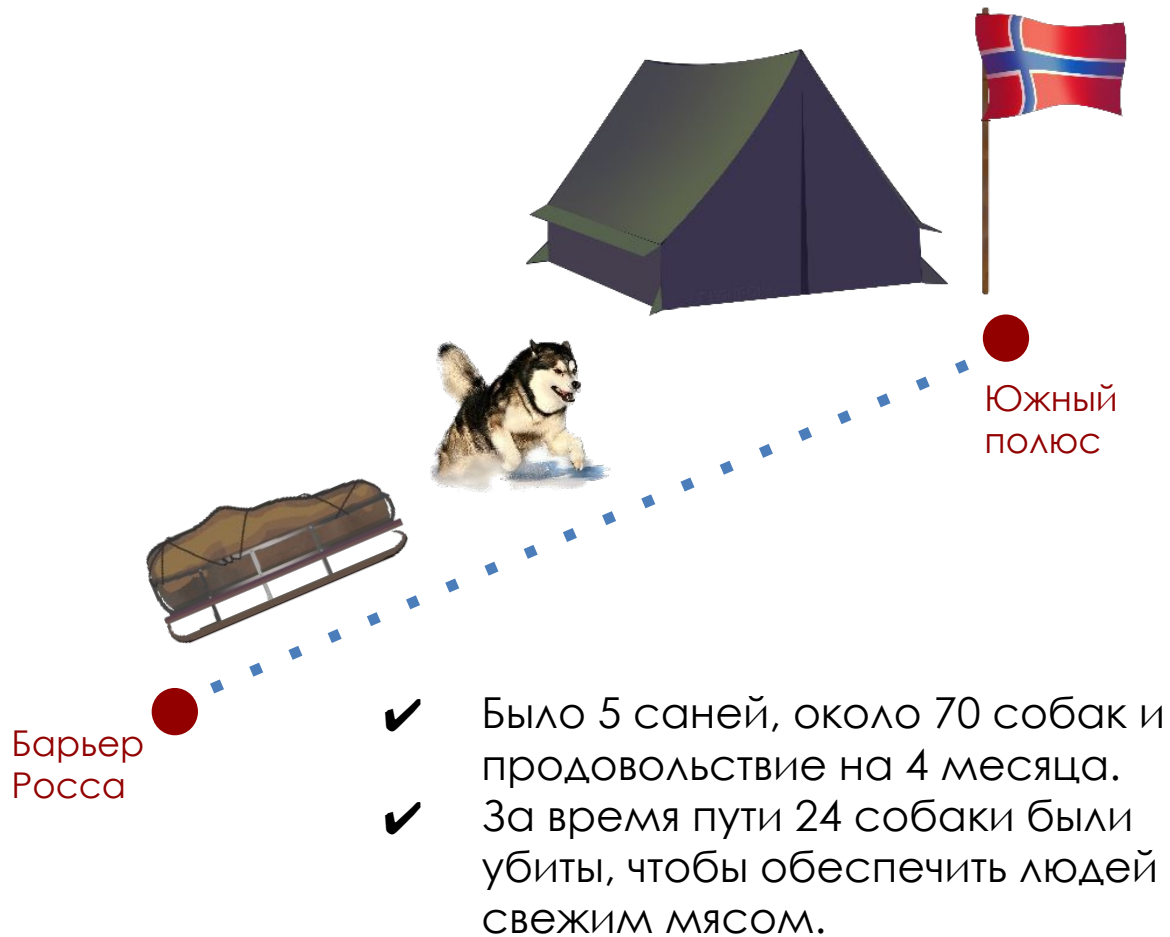 Южный
полюс
Барьер
Росса
✔ Было 5 саней, около 70 собак и
продовольствие на 4 месяца.
✔ За время пути 24 собаки были
убиты, чтобы обеспечить людей
свежим мясом.